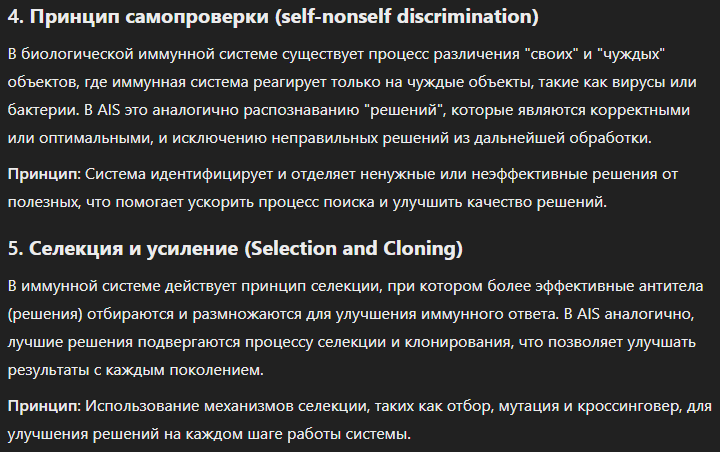 4. Принцип самопроверки (self-nonself discrimination)
В биологической иммунной системе существует процесс различения "своих" и "чуждых"
объектов, где иммунная система реагирует только на чуждые объекты, такие как вирусы или
бактерии. В AIS это аналогично распознаванию "решений", которые являются корректными
или оптимальными, и исключению неправильных решений из дальнейшей обработки.
Принцип: Система идентифицирует и отделяет ненужные или неэффективные решения от
полезных, что помогает ускорить процесс поиска и улучшить качество решений.
5. Селекция и усиление (Selection and Cloning)
В иммунной системе действует принцип селекции, при котором более эффективные антитела
(решения) отбираются и размножаются для улучшения иммунного ответа. В AIS аналогично,
лучшие решения подвергаются процессу селекции и клонирования, что позволяет улучшать
результаты с каждым поколением.
Принцип: Использование механизмов селекции, таких как отбор, мутация и кроссинговер, для
улучшения решений на каждом шаге работы системы.